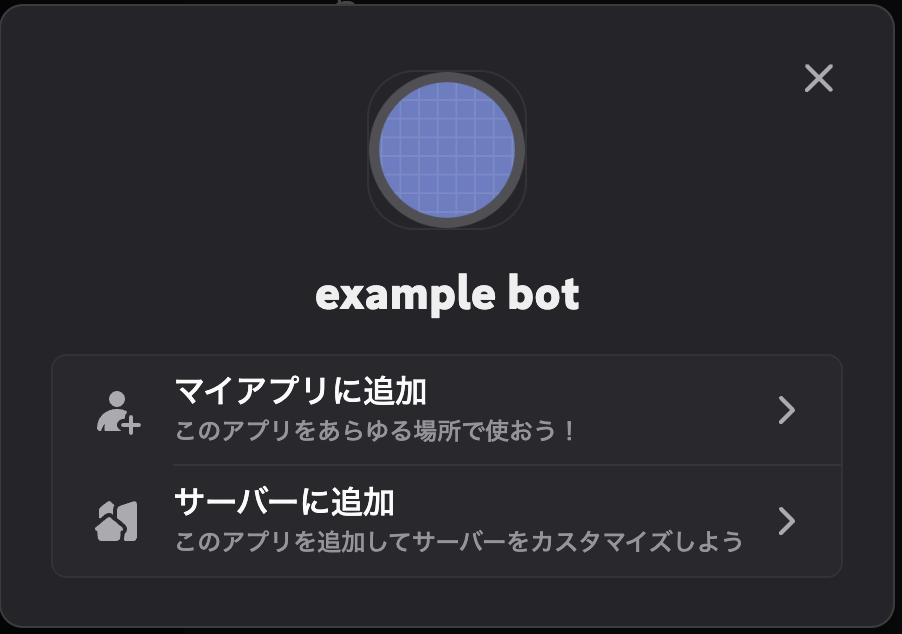 example bot
マイアプリに追加
このアプリをあらゆる場所で使おう！
サーバーに追加
このアプリを追加してサーバーをカスタマイズしよう